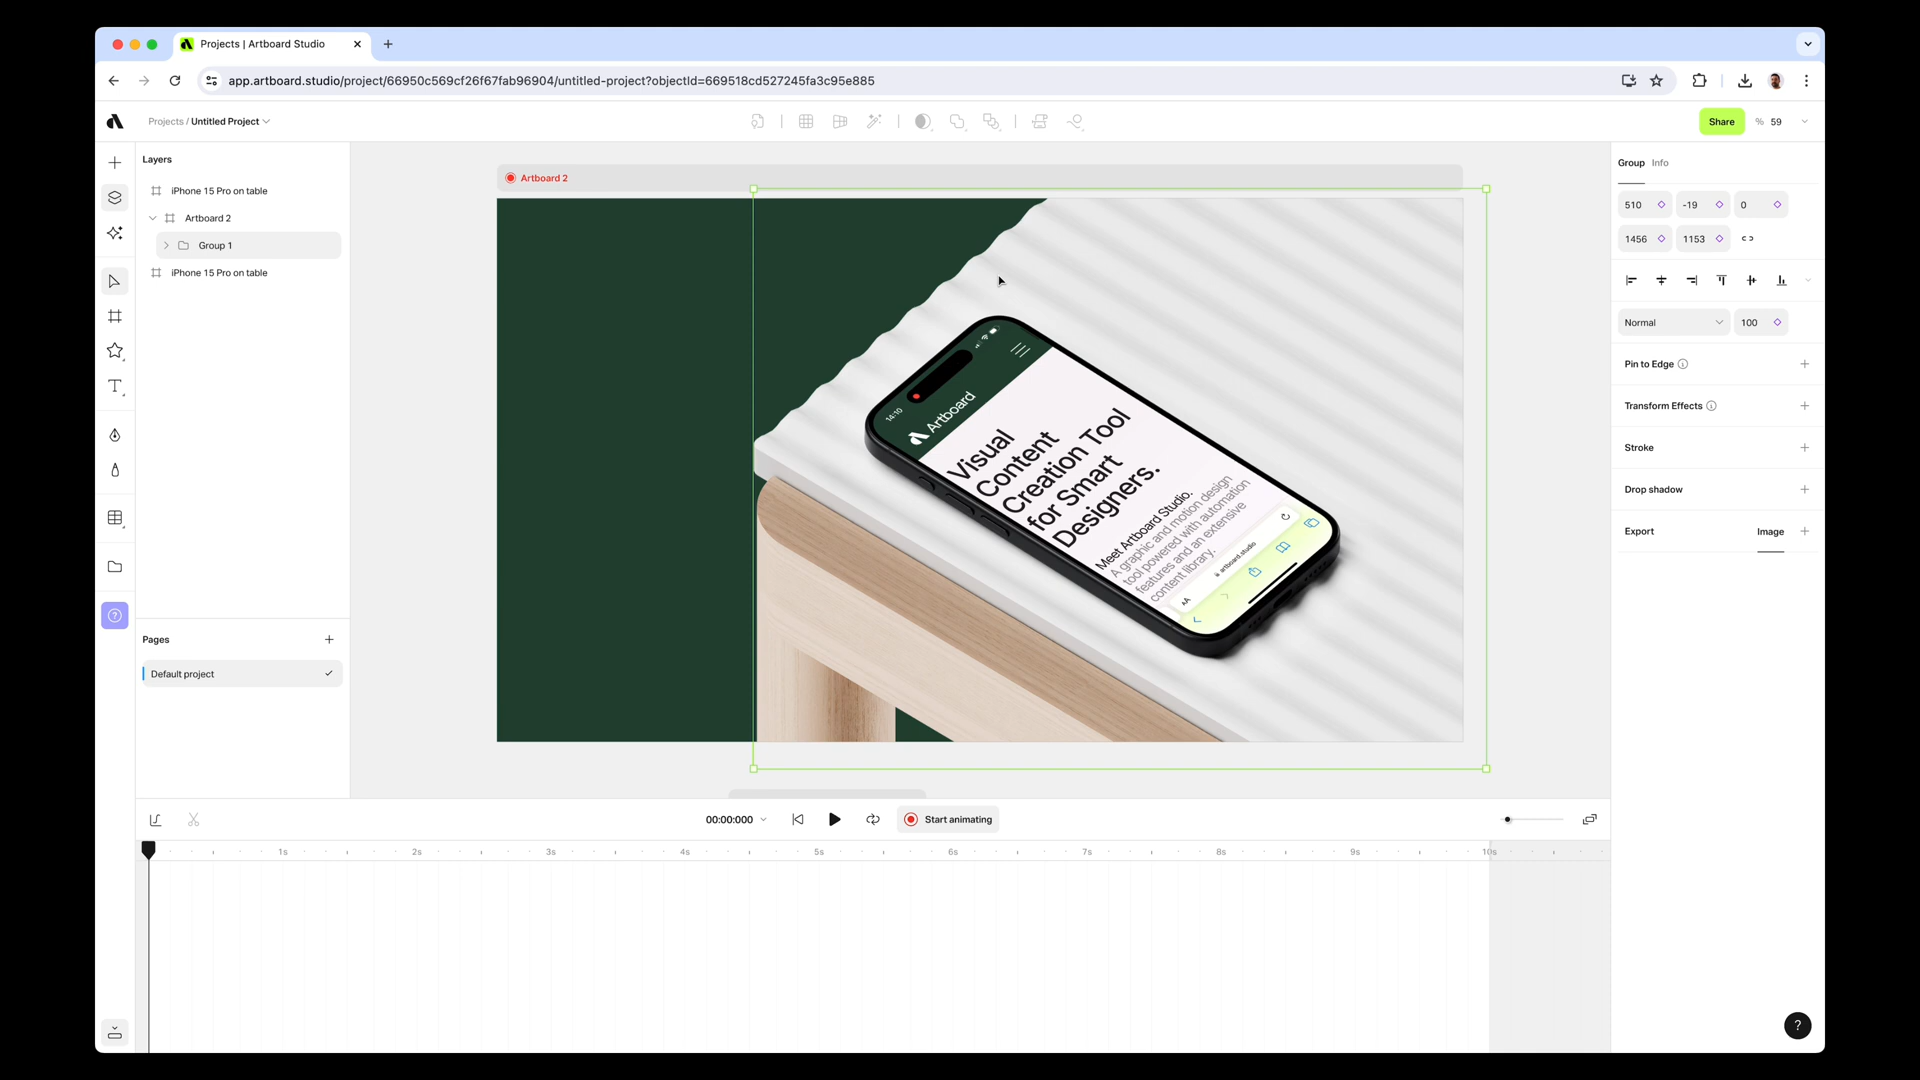 Projects | Artboard Studio
app.artboard.studio/project/66950c569cf26f67fab96904/untitled-project?objectId=669518cd527245fa3c95e885
Projects / Untitled Project
Share
% 59
Layers
iPhone 15 Pro on table
Artboard 2
Group 1
iPhone 15 Pro on table
Pages
Default project
Artboard 2
14:10
Artboard
Visual
Content
Creation Tool
for Smart
Designers.
Meet Artboard Studio.
A graphic and motion design
tool powered with automation
features and an extensive
content library.
AA
artboard.studio
Group Info
510 -19 0
1456 1153
Normal 100
Pin to Edge
Transform Effects
Stroke
Drop shadow
Export Image
00:00:000
Start animating
1s 2s 3s 4s 5s 6s 7s 8s 9s 10s
?
?